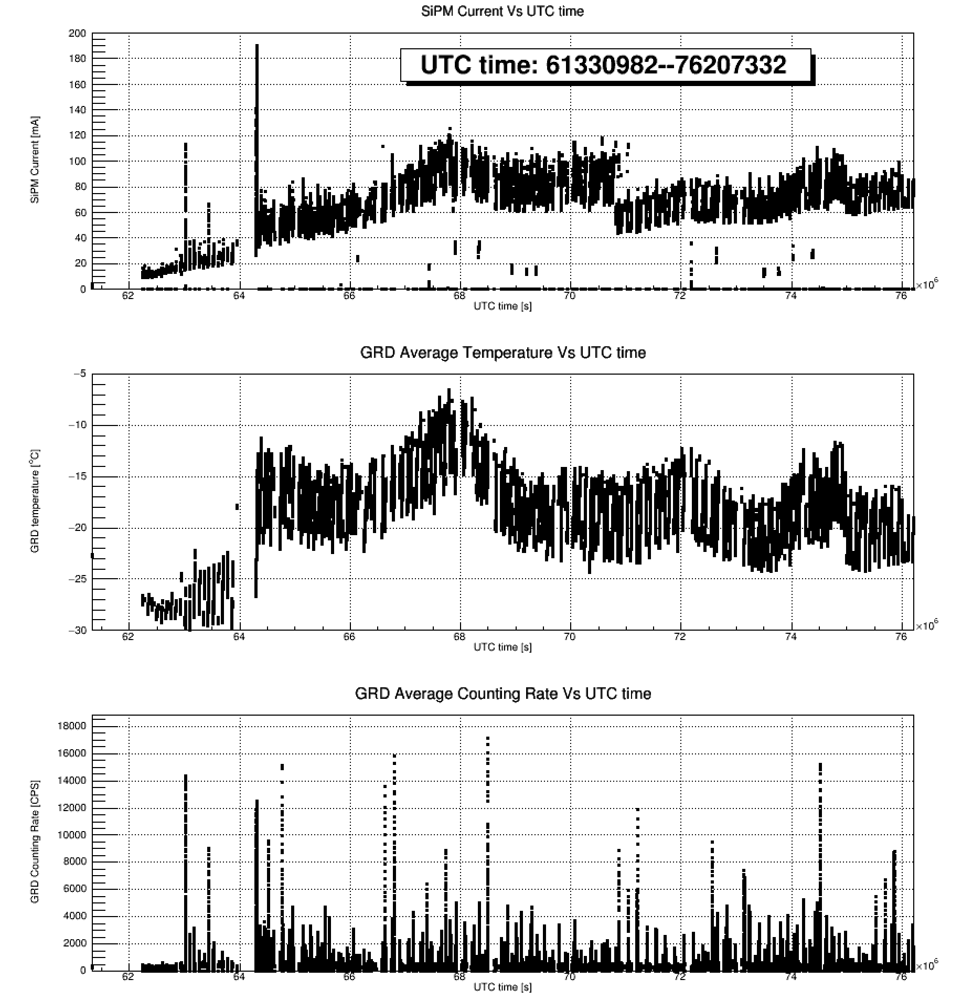 SiPM Current Vs UTC time
UTC time: 61330982--76207332
SiPM Current [mA]
200
180
160
140
120
100
80
60
40
20
0
62 64 66 68 70 72 74 76
×10⁶
UTC time [s]
GRD Average Temperature Vs UTC time
GRD temperature [°C]
−5
−10
−15
−20
−25
−30
62 64 66 68 70 72 74 76
×10⁶
UTC time [s]
GRD Average Counting Rate Vs UTC time
GRD Counting Rate [CPS]
18000
16000
14000
12000
10000
8000
6000
4000
2000
0
62 64 66 68 70 72 74 76
×10⁶
UTC time [s]